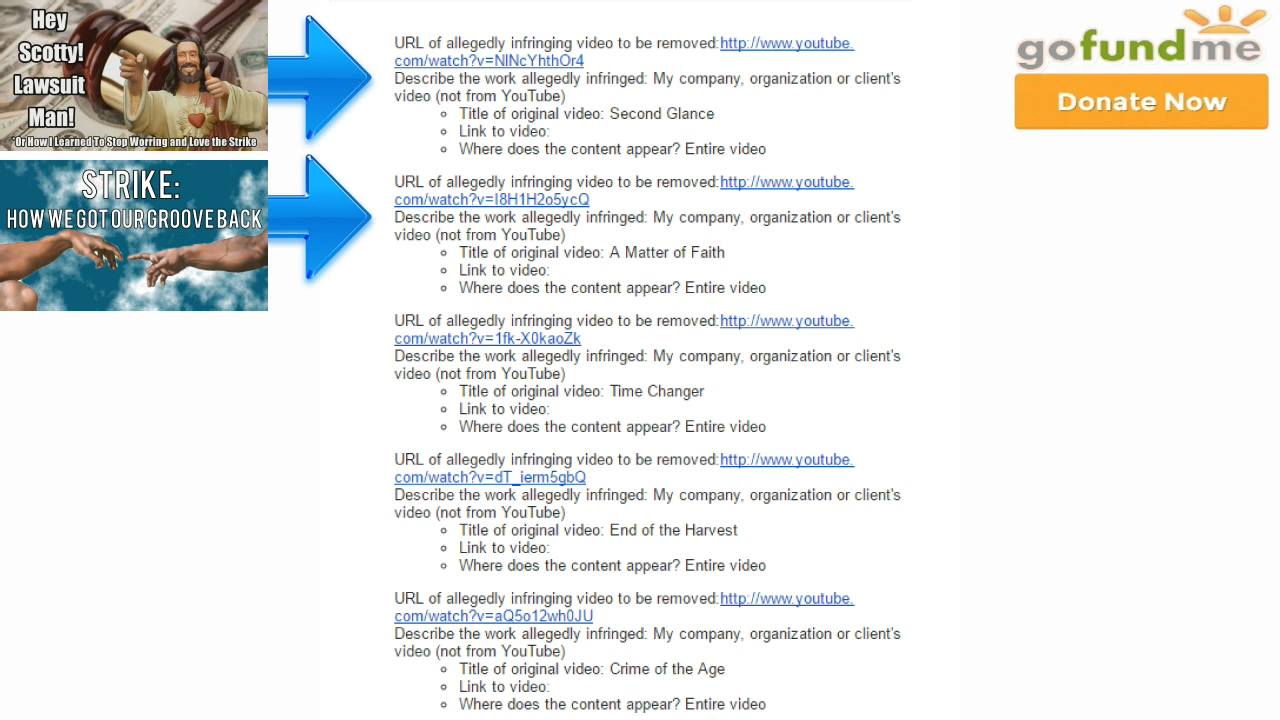 Hey
Scotty!
Lawsuit
Man!
*Or How I Learned To Stop Worring and Love the Strike
STRIKE:
HOW WE GOT OUR GROOVE BACK
URL of allegedly infringing video to be removed:http://www.youtube.
com/watch?v=NlNcYhthOr4
Describe the work allegedly infringed: My company, organization or client's
video (not from YouTube)
Title of original video: Second Glance
Link to video:
Where does the content appear? Entire video
URL of allegedly infringing video to be removed:http://www.youtube.
com/watch?v=I8H1H2o5ycQ
Describe the work allegedly infringed: My company, organization or client's
video (not from YouTube)
Title of original video: A Matter of Faith
Link to video:
Where does the content appear? Entire video
URL of allegedly infringing video to be removed:http://www.youtube.
com/watch?v=1fk-X0kaoZk
Describe the work allegedly infringed: My company, organization or client's
video (not from YouTube)
Title of original video: Time Changer
Link to video:
Where does the content appear? Entire video
URL of allegedly infringing video to be removed:http://www.youtube.
com/watch?v=dT_ierm5gbQ
Describe the work allegedly infringed: My company, organization or client's
video (not from YouTube)
Title of original video: End of the Harvest
Link to video:
Where does the content appear? Entire video
URL of allegedly infringing video to be removed:http://www.youtube.
com/watch?v=aQ5o12wh0JU
Describe the work allegedly infringed: My company, organization or client's
video (not from YouTube)
Title of original video: Crime of the Age
Link to video:
Where does the content appear? Entire video
gofundme
Donate Now